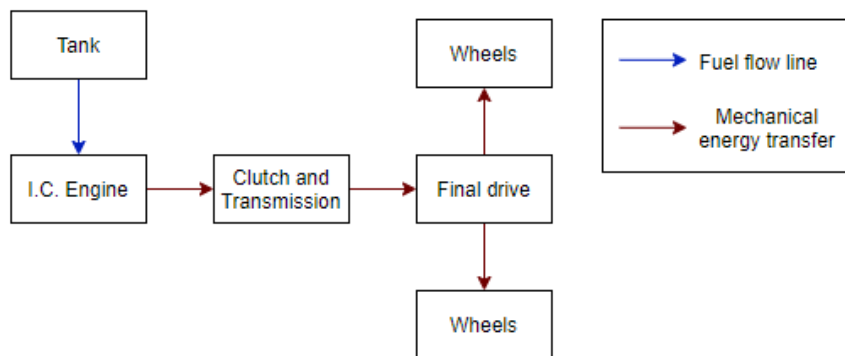 Tank
Wheels
Fuel flow line
Mechanical
energy transfer
I.C. Engine
Clutch and
Transmission
Final drive
Wheels